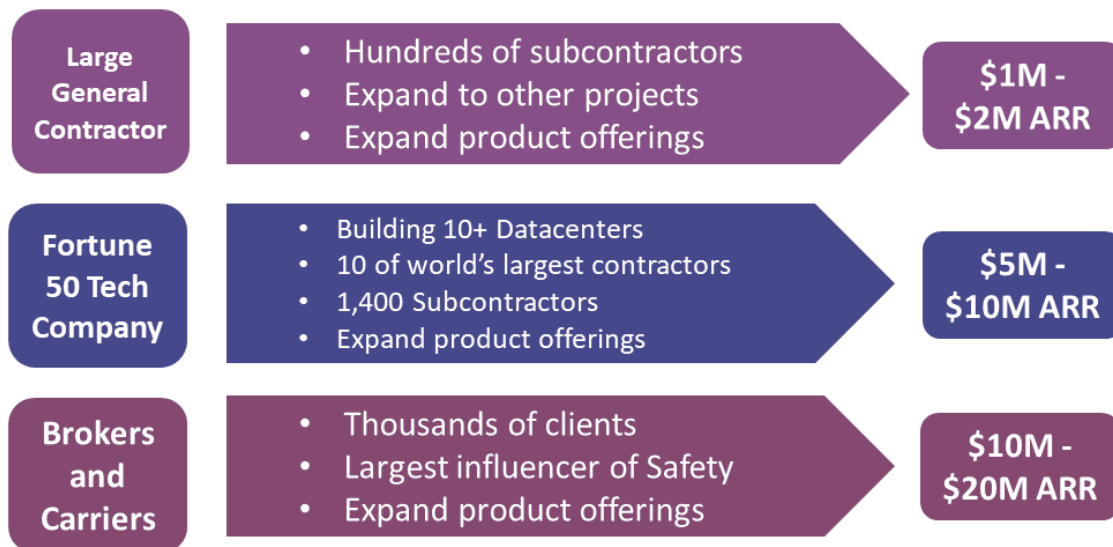 Large
General
Contractor
• Hundreds of subcontractors
• Expand to other projects
• Expand product offerings
$1M -
$2M ARR
Fortune
50 Tech
Company
• Building 10+ Datacenters
• 10 of world's largest contractors
• 1,400 Subcontractors
• Expand product offerings
$5M -
$10M ARR
Brokers
and
Carriers
• Thousands of clients
• Largest influencer of Safety
• Expand product offerings
$10M -
$20M ARR